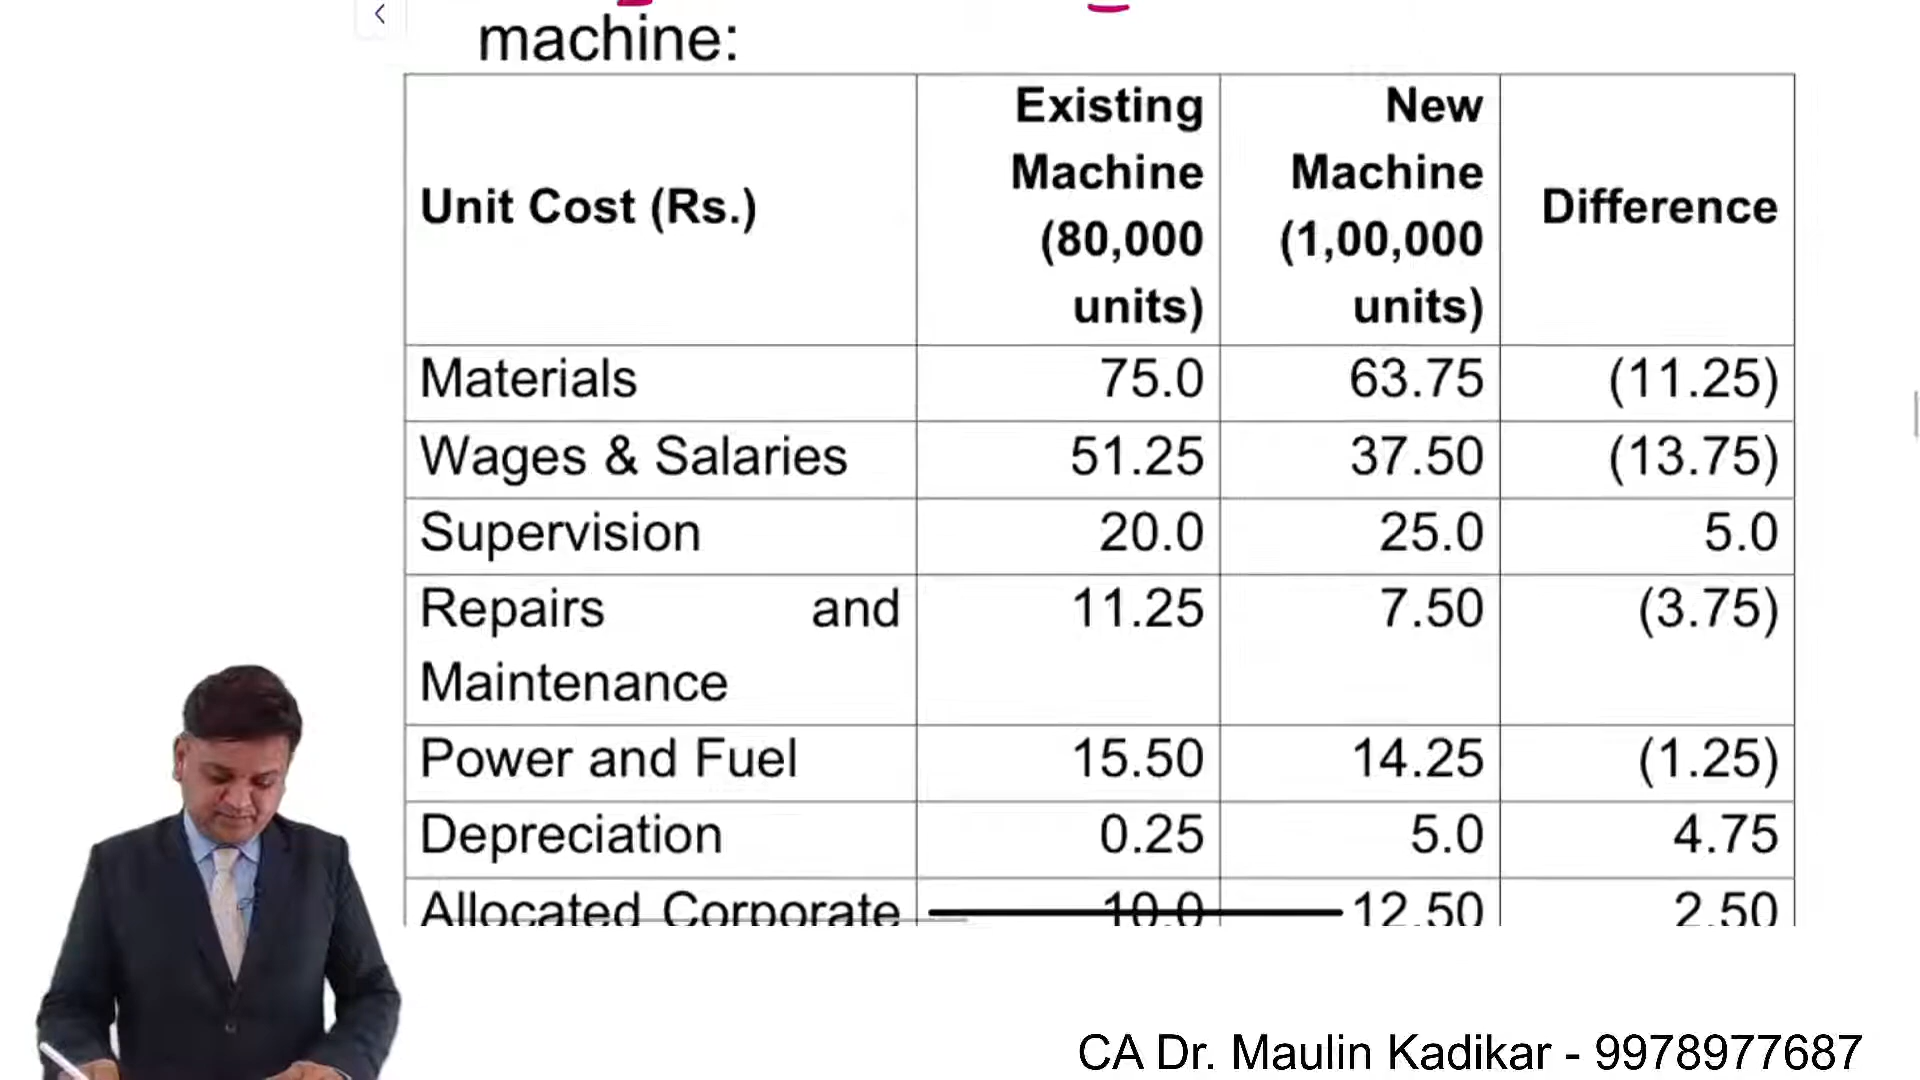 machine:
Unit Cost (Rs.) Existing Machine (80,000 units) New Machine (1,00,000 units) Difference
Materials 75.0 63.75 (11.25)
Wages & Salaries 51.25 37.50 (13.75)
Supervision 20.0 25.0 5.0
Repairs and Maintenance 11.25 7.50 (3.75)
Power and Fuel 15.50 14.25 (1.25)
Depreciation 0.25 5.0 4.75
Allocated Corporate 10.0 12.50 2.50
CA Dr. Maulin Kadikar - 9978977687